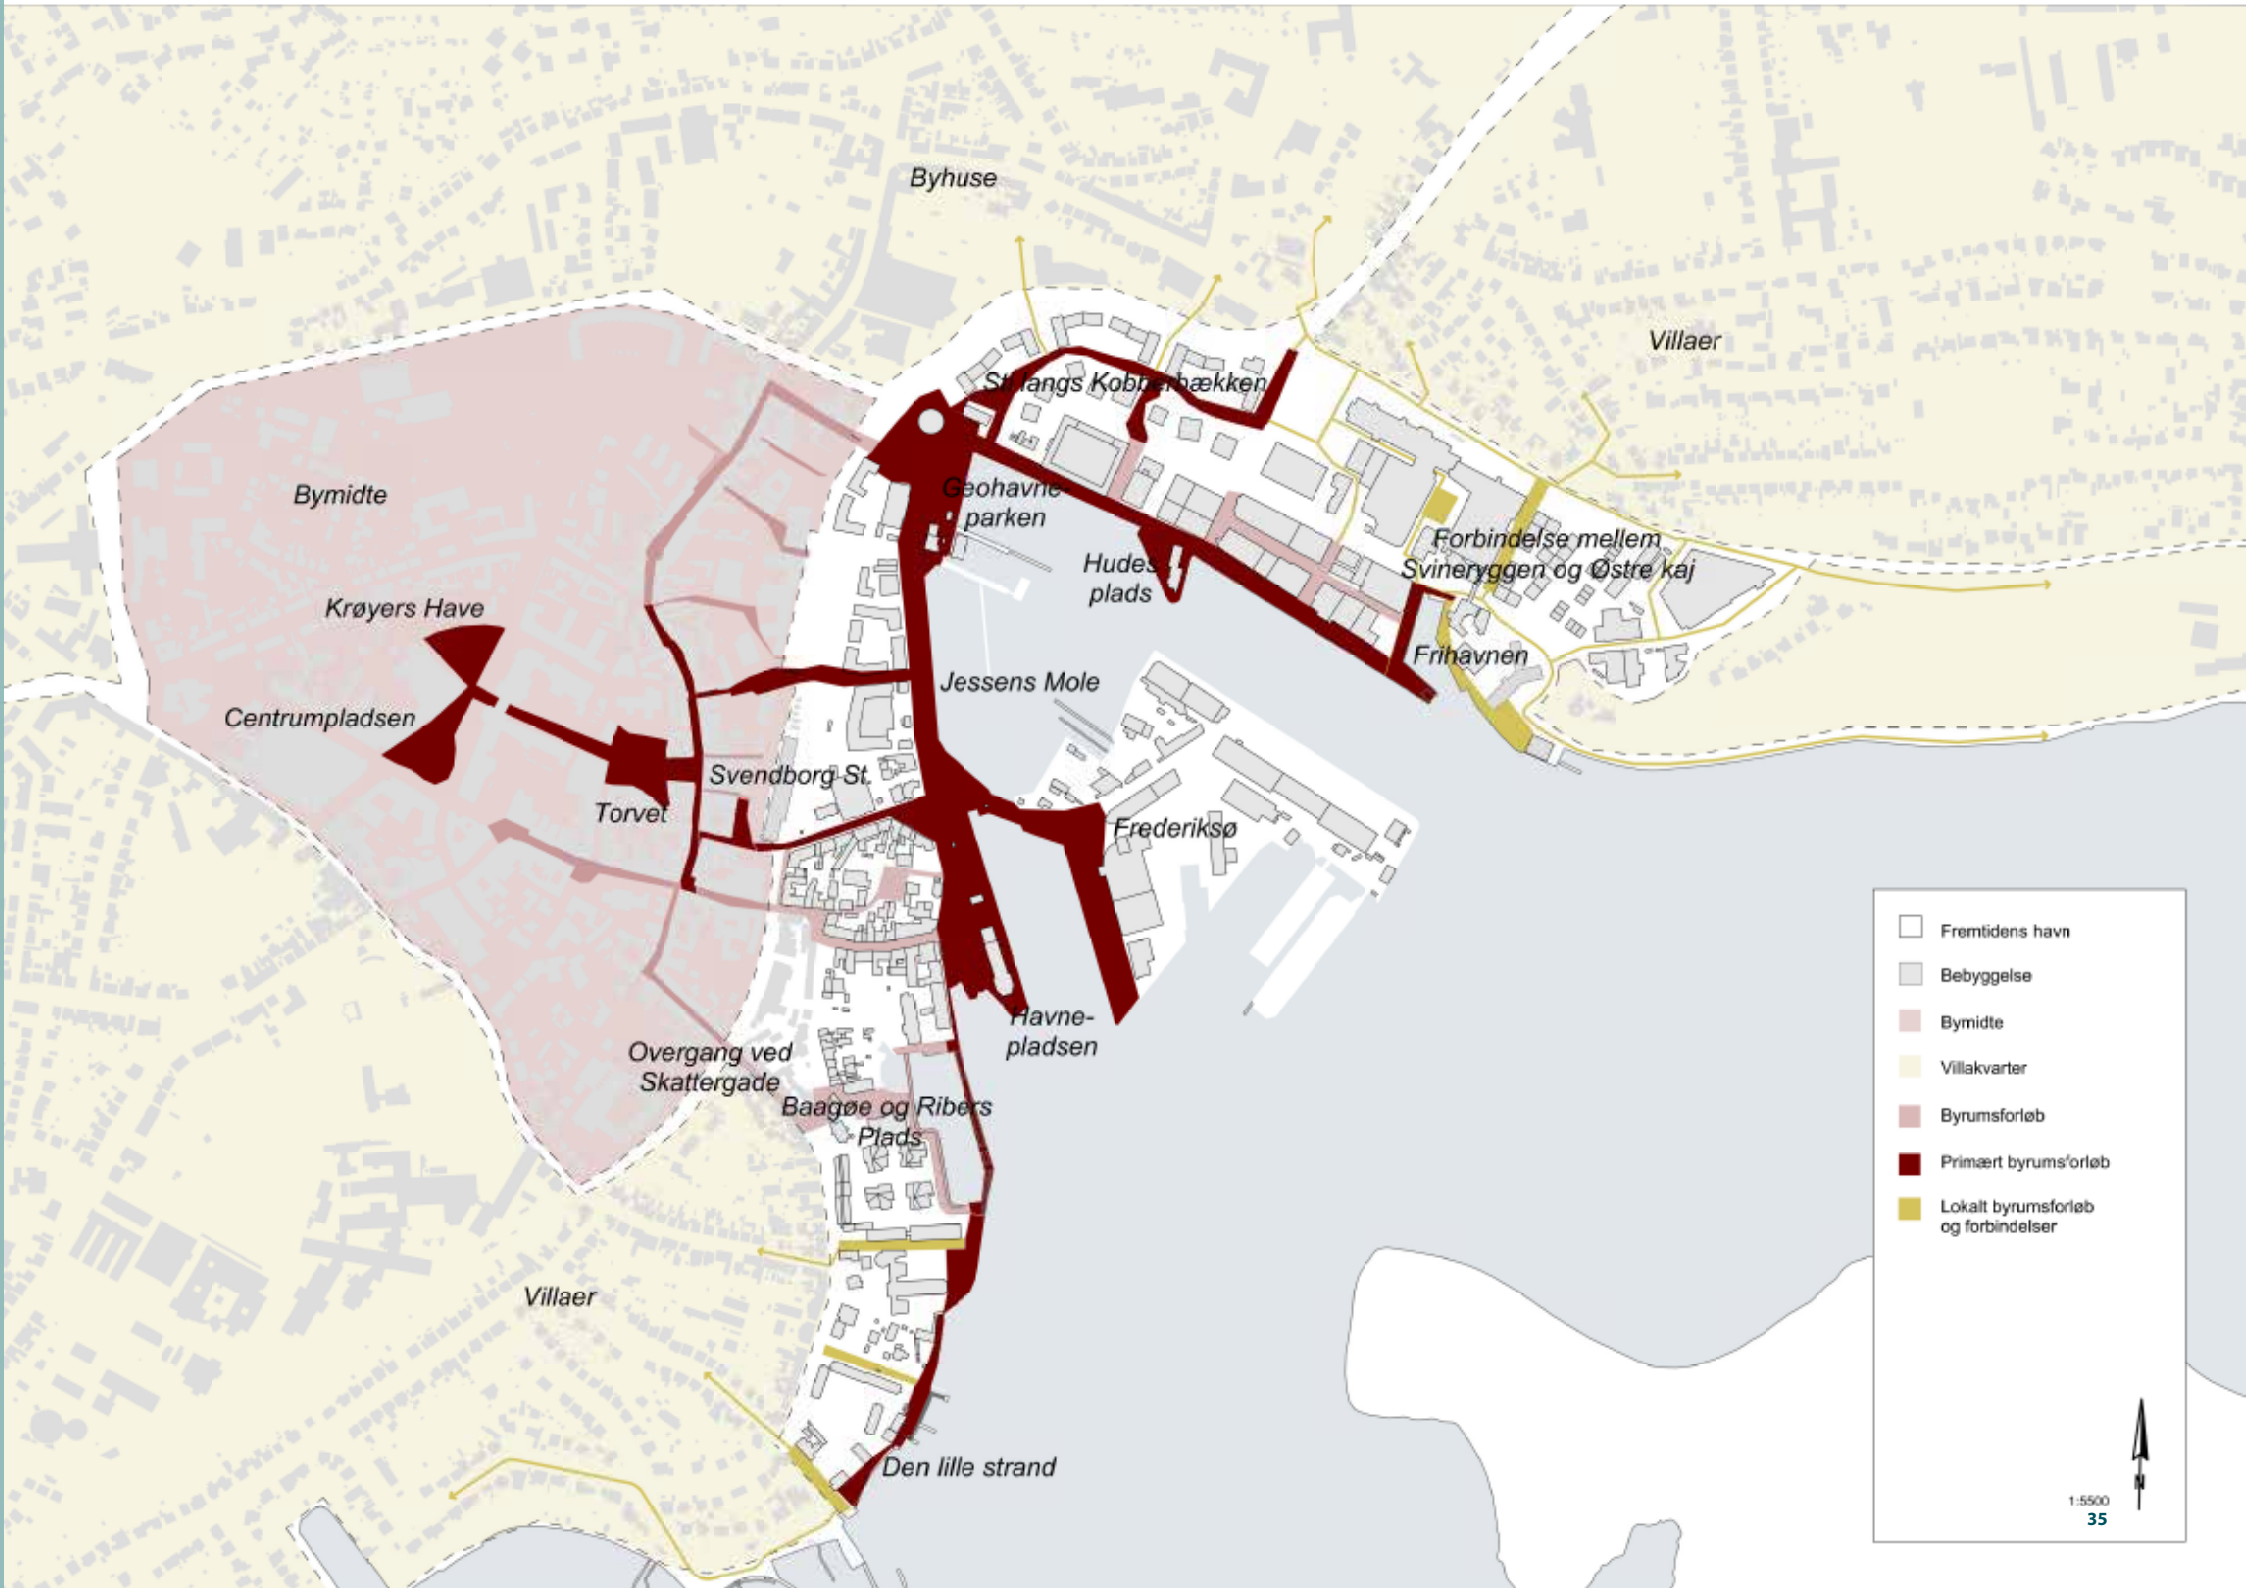 Byhuse
Villaer
Sti langs Kobberbækken
Bymidte
Geohavne-
parken
Forbindelse mellem
Svineryggen og Østre kaj
Hudes
plads
Krøyers Have
Frihavnen
Jessens Mole
Centrumpladsen
Svendborg St.
Torvet
Frederiksø
Havne-
pladsen
Overgang ved
Skattergade
Baagøe og Ribers
Plads
Villaer
Den lille strand
Fremtidens havn
Bebyggelse
Bymidte
Villakvarter
Byrumsforløb
Primært byrumsforløb
Lokalt byrumsforløb
og forbindelser
N
1:5500
35